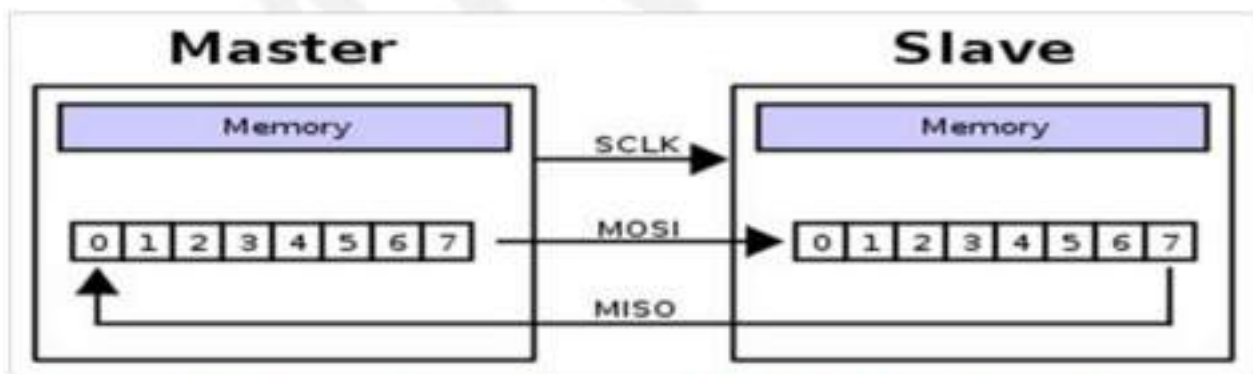 Master Slave
Memory Memory
SCLK
0 1 2 3 4 5 6 7 MOSI 0 1 2 3 4 5 6 7
MISO